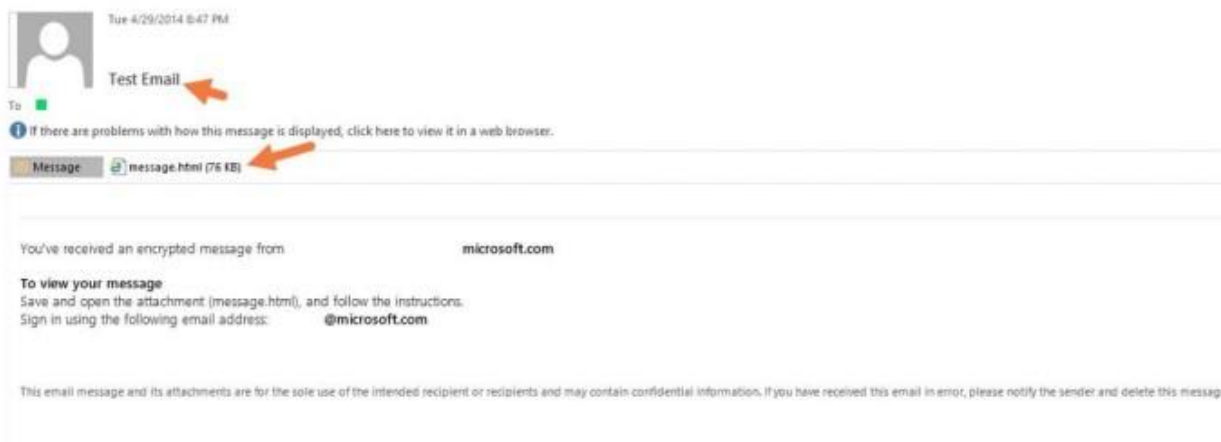 Tue 4/29/2014 8:47 PM
Test Email
To
If there are problems with how this message is displayed, click here to view it in a web browser.
Message message.html (76 KB)
You've received an encrypted message from microsoft.com
To view your message
Save and open the attachment (message.html), and follow the instructions.
Sign in using the following email address: @microsoft.com
This email message and its attachments are for the sole use of the intended recipient or recipients and may contain confidential information. If you have received this email in error, please notify the sender and delete this messag